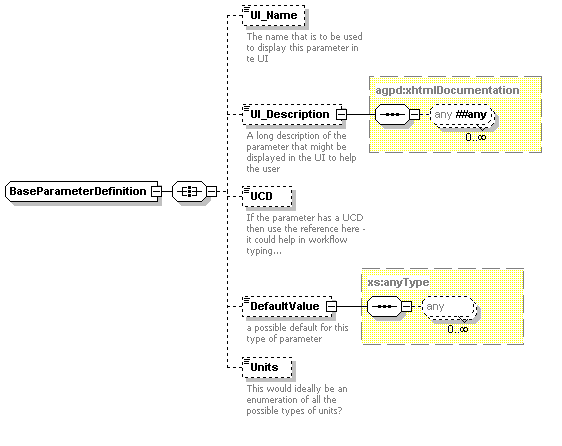 UI_Name
The name that is to be used
to display this parameter in
te UI
agpd:xhtmlDocumentation
UI_Description
any ##any
0..∞
A long description of the
parameter that might be
displayed in the UI to help
the user
BaseParameterDefinition
UCD
If the parameter has a UCD
then use the reference here -
it could help in workflow
typing...
xs:anyType
DefaultValue
any
0..∞
a possible default for this
type of parameter
Units
This would ideally be an
enumeration of all the
possible types of units?